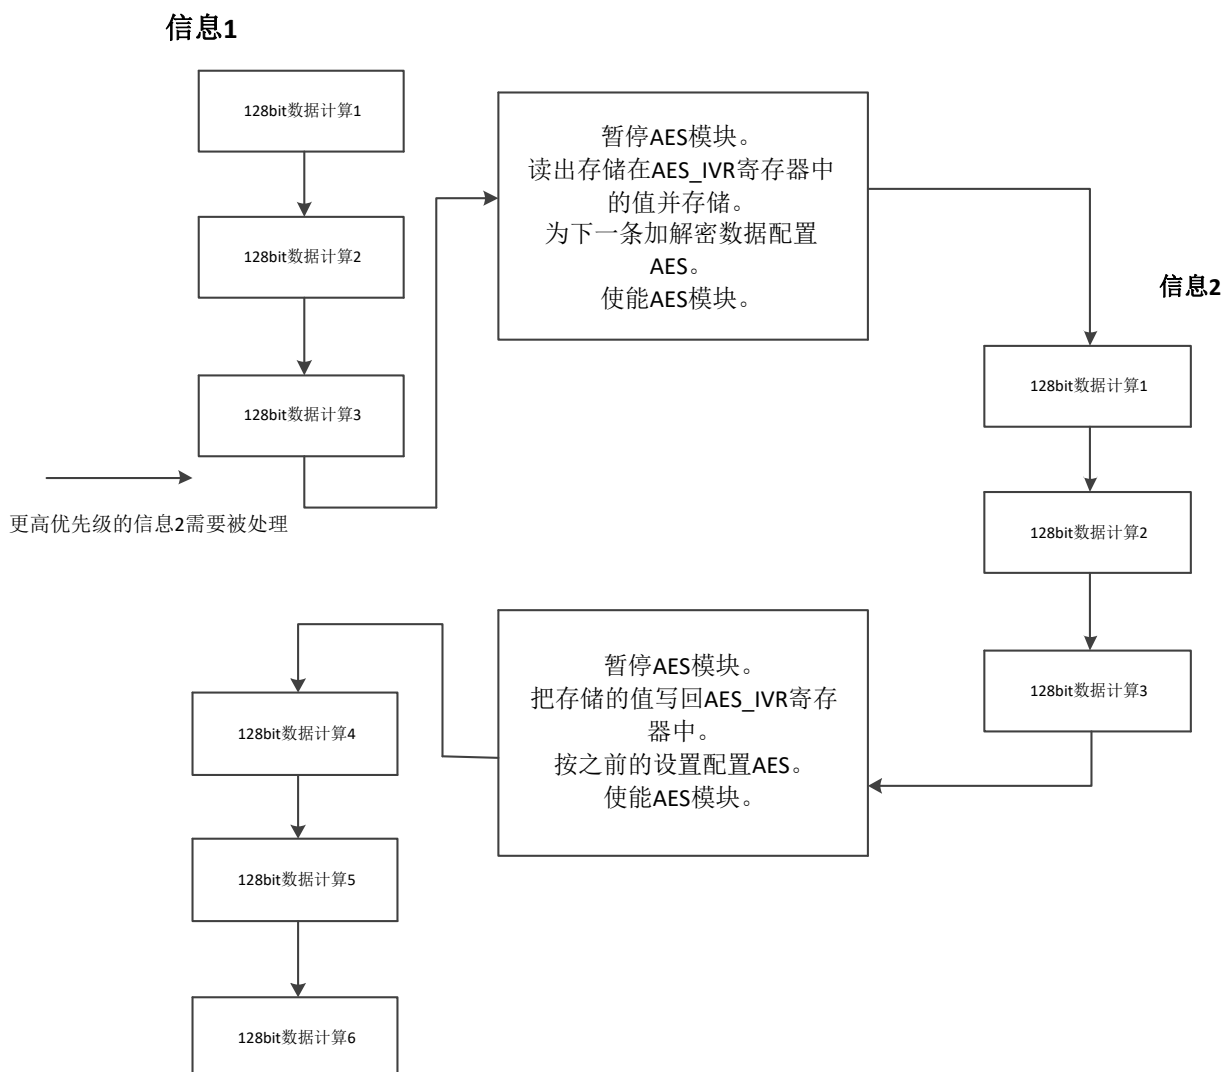 信息1
128bit数据计算1
128bit数据计算2
128bit数据计算3
更高优先级的信息2需要被处理
暂停AES模块。
读出存储在AES_IVR寄存器中
的值并存储。
为下一条加解密数据配置
AES。
使能AES模块。
信息2
128bit数据计算1
128bit数据计算2
128bit数据计算3
暂停AES模块。
把存储的值写回AES_IVR寄存
器中。
按之前的设置配置AES。
使能AES模块。
128bit数据计算4
128bit数据计算5
128bit数据计算6